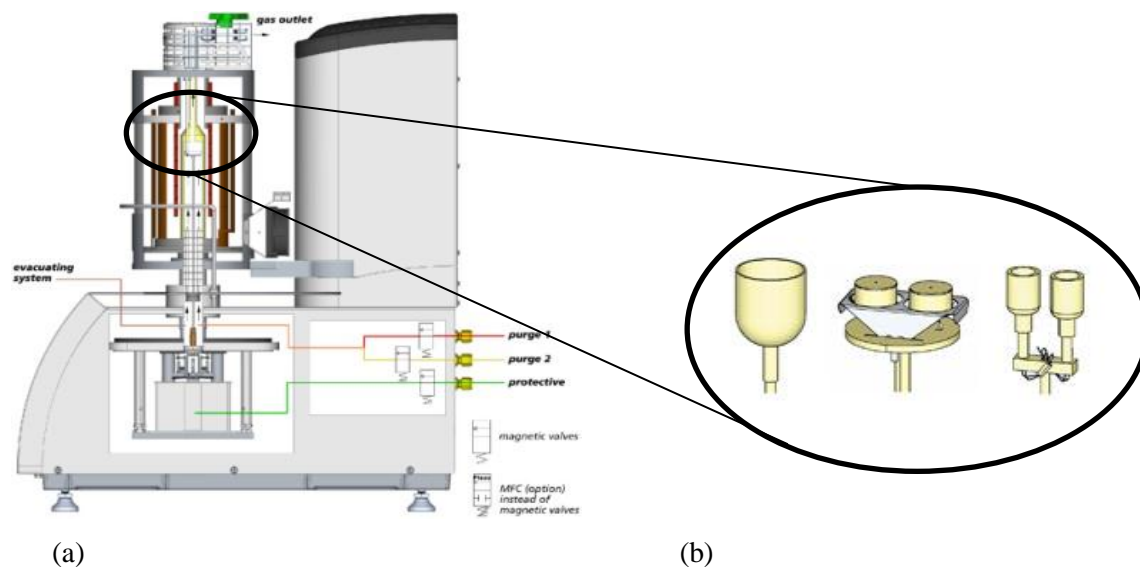 gas outlet
evacuating
system
purge 1
purge 2
protective
magnetic valves
MFC (option)
instead of
magnetic valves
(a)
(b)